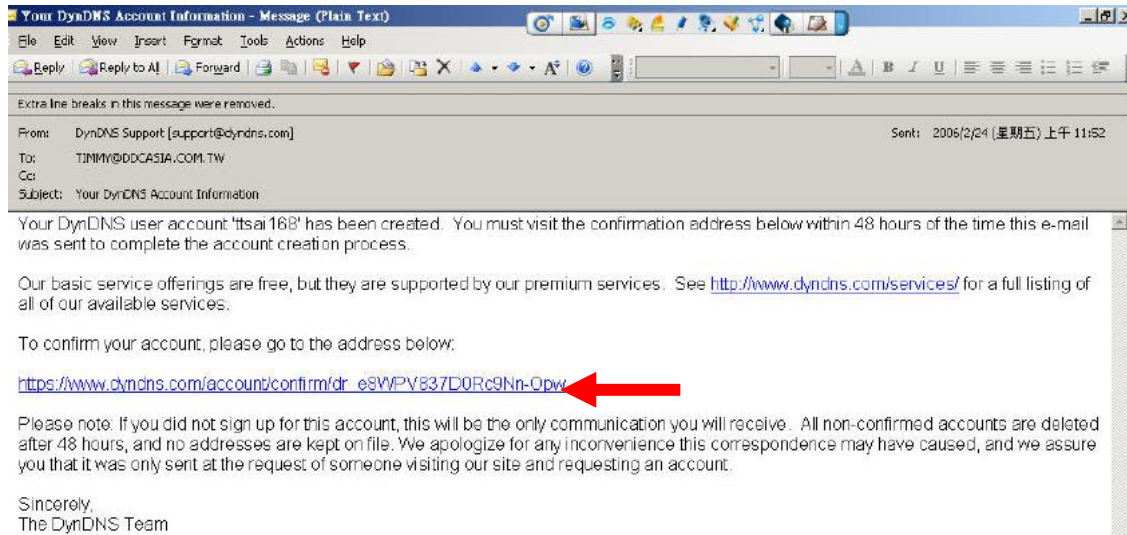 Your DynDNS Account Information - Message (Plain Text)
File Edit View Insert Format Tools Actions Help
Reply Reply to All Forward
Extra line breaks in this message were removed.
From: DynDNS Support [support@dyndns.com] Sent: 2006/2/24 (星期五) 上午 11:52
To: TIMMY@DDCASIA.COM.TW
Cc:
Subject: Your DynDNS Account Information
Your DynDNS user account 'ttsai168' has been created. You must visit the confirmation address below within 48 hours of the time this e-mail
was sent to complete the account creation process.
Our basic service offerings are free, but they are supported by our premium services. See http://www.dyndns.com/services/ for a full listing of
all of our available services.
To confirm your account, please go to the address below:
https://www.dyndns.com/account/confirm/dr_e8WPV837D0Rc9Nn-Opw
Please note: If you did not sign up for this account, this will be the only communication you will receive. All non-confirmed accounts are deleted
after 48 hours, and no addresses are kept on file. We apologize for any inconvenience this correspondence may have caused, and we assure
you that it was only sent at the request of someone visiting our site and requesting an account.
Sincerely,
The DynDNS Team